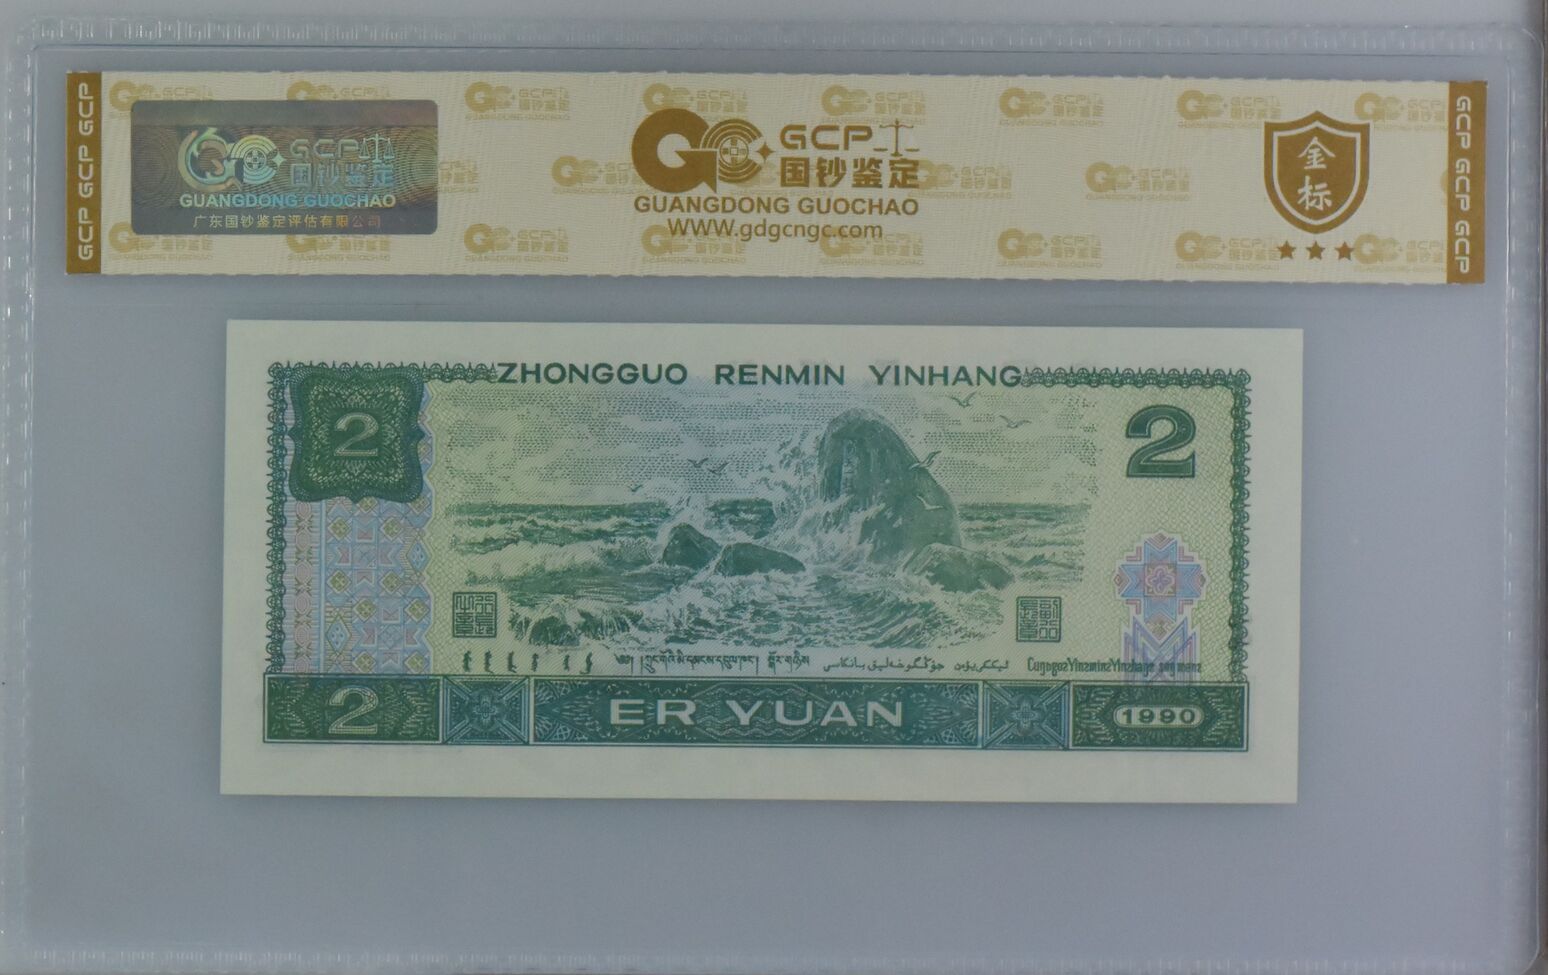 GCP GCP GCP
GCP
国钞鉴定
GUANGDONG GUOCHAO
广东国钞鉴定评估有限公司
GCP
国钞鉴定
GUANGDONG GUOCHAO
WWW.gdgcngc.com
金
标
GCP GCP GCP
ZHONGGUO RENMIN YINHANG
2
2
2
ER YUAN
1990